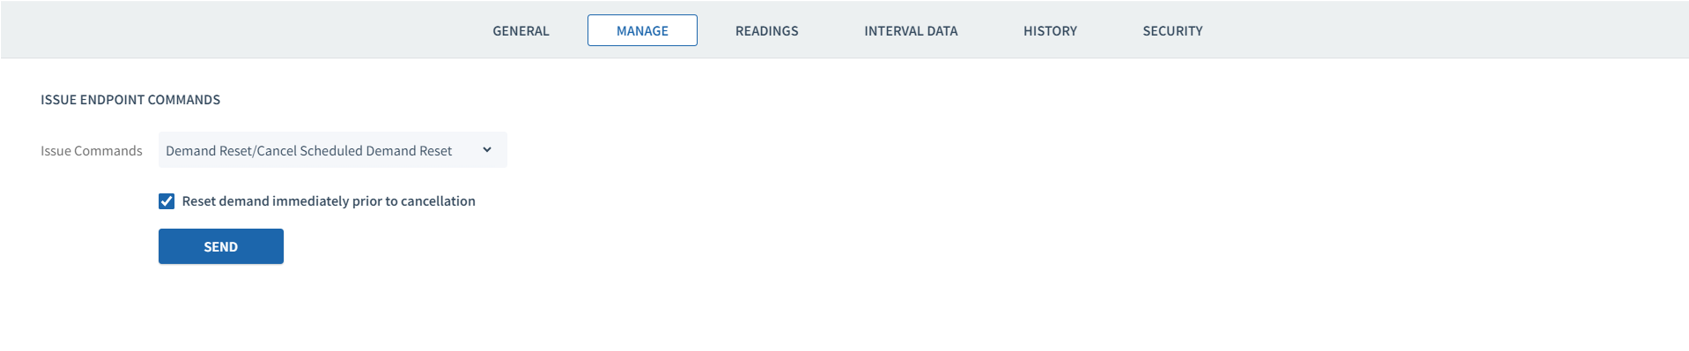 GENERAL MANAGE READINGS INTERVAL DATA HISTORY SECURITY
ISSUE ENDPOINT COMMANDS
Issue Commands Demand Reset/Cancel Scheduled Demand Reset
Reset demand immediately prior to cancellation
SEND